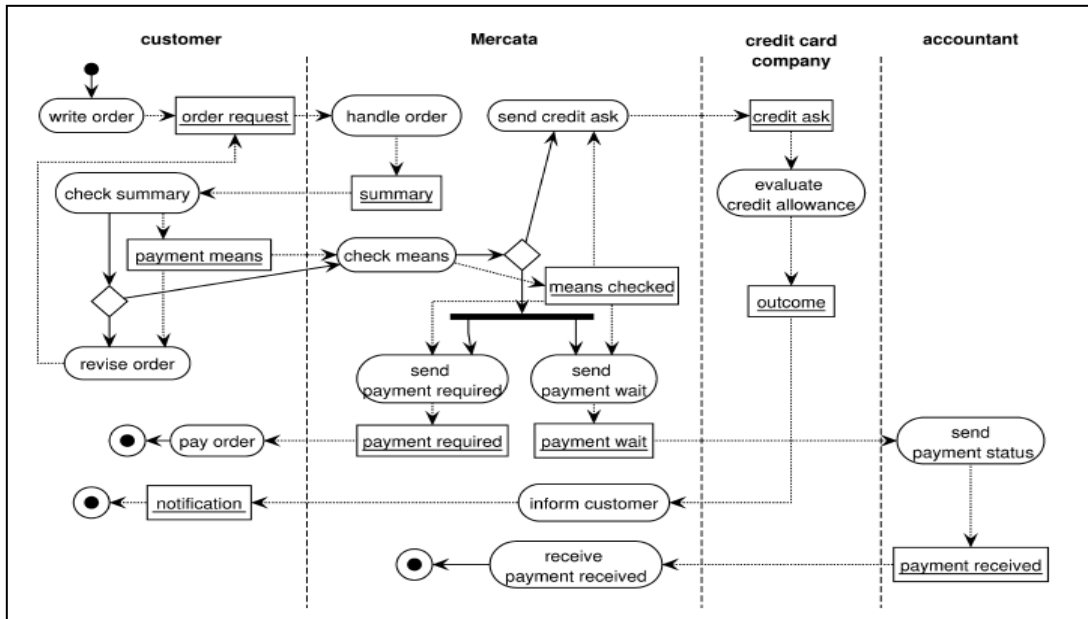 customer
Mercata
credit card
company
accountant
write order
order request
handle order
send credit ask
credit ask
check summary
summary
evaluate
credit allowance
payment means
check means
means checked
outcome
revise order
send
payment required
send
payment wait
pay order
payment required
payment wait
send
payment status
notification
inform customer
receive
payment received
payment received